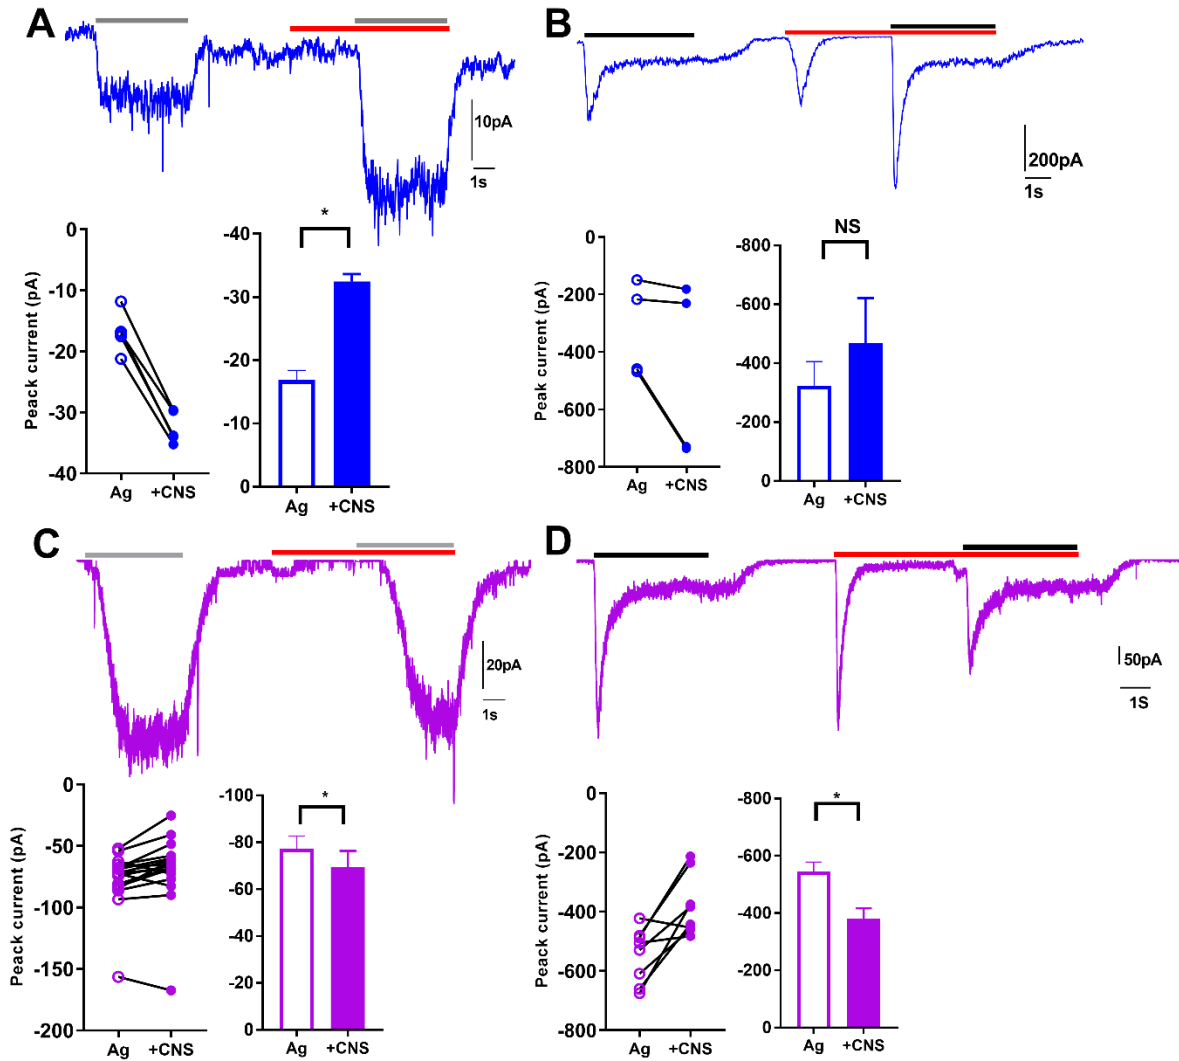 A
10pA
1s
B
200pA
1s
Peack current (pA)
0
-10
-20
-30
-40
Ag
+CNS
*
-40
-30
-20
-10
0
Ag
+CNS
Peak current (pA)
0
-200
-400
-600
-800
Ag
+CNS
NS
-800
-600
-400
-200
0
Ag
+CNS
C
20pA
1s
D
50pA
1S
Peack current (pA)
0
-50
-100
-150
-200
Ag
+CNS
*
-100
-80
-60
-40
-20
0
Ag
+CNS
Peack current (pA)
0
-200
-400
-600
-800
Ag
+CNS
*
-800
-600
-400
-200
0
Ag
+CNS